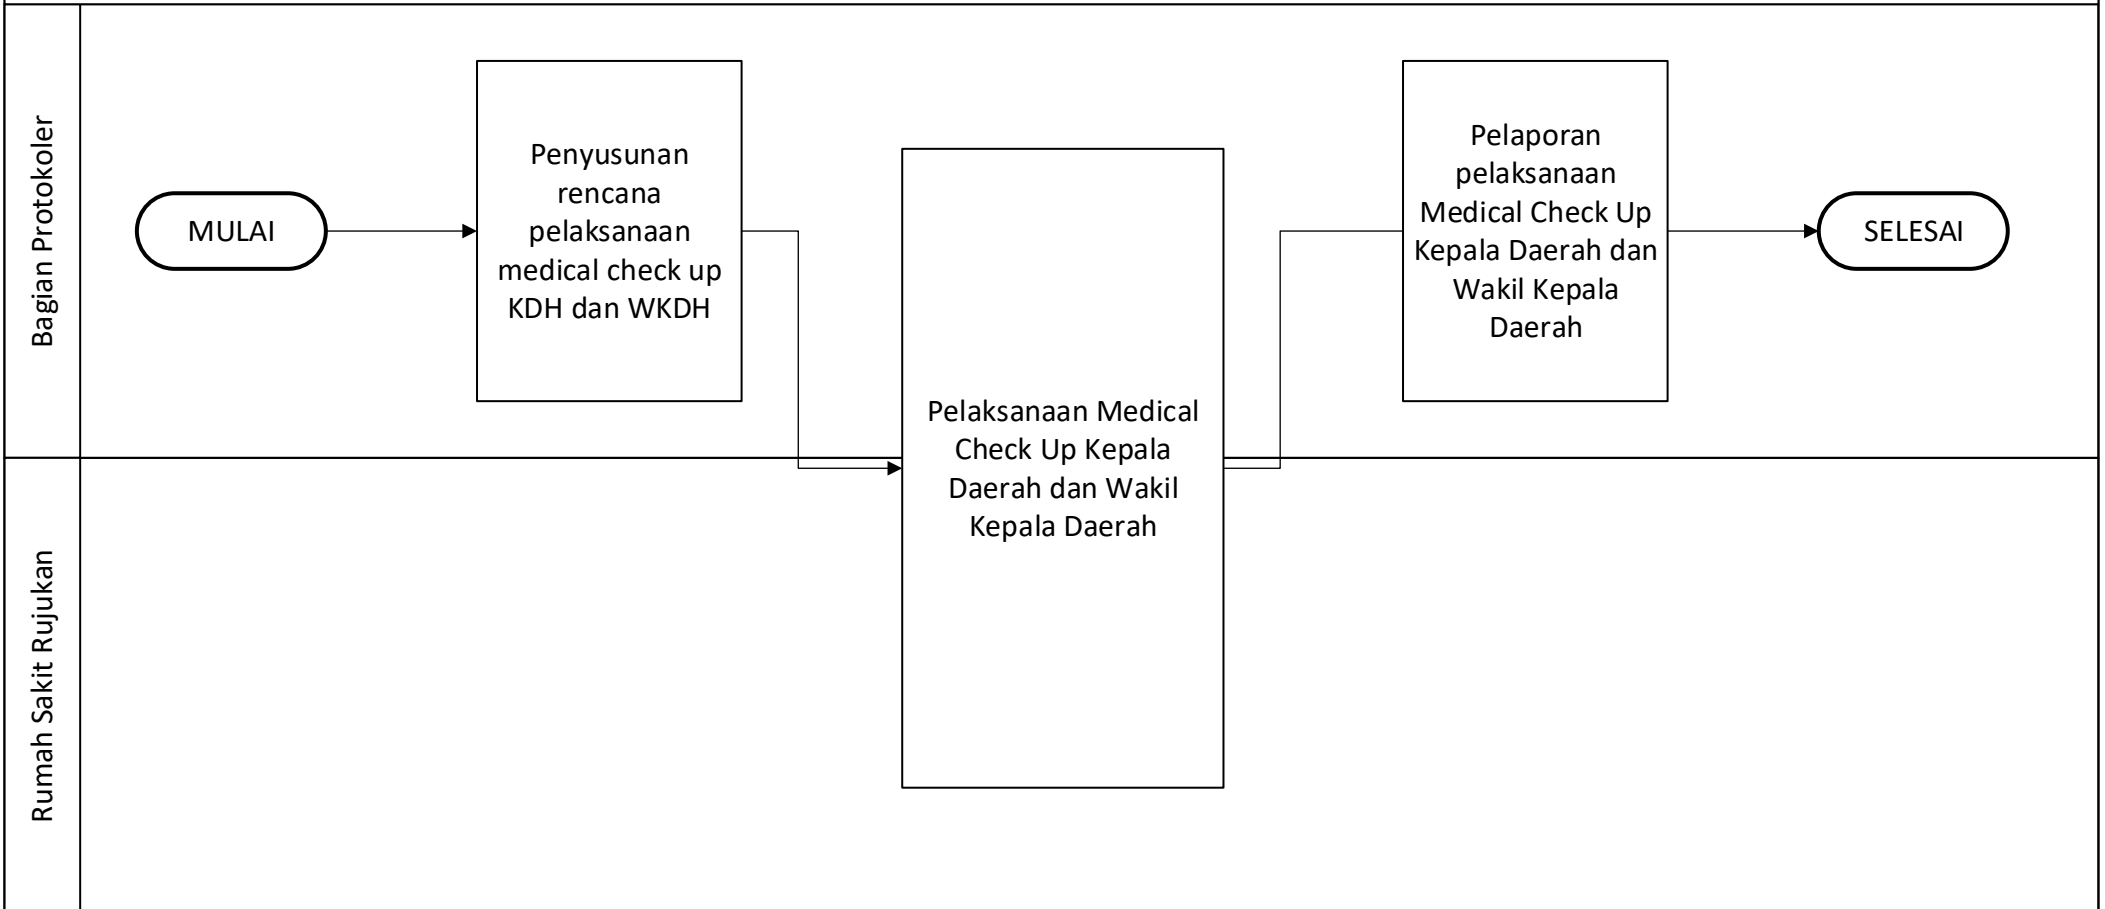 Bagian Protokoler
MULAI
Penyusunan
rencana
pelaksanaan
medical check up
KDH dan WKDH
Pelaksanaan Medical
Check Up Kepala
Daerah dan Wakil
Kepala Daerah
Pelaporan
pelaksanaan
Medical Check Up
Kepala Daerah dan
Wakil Kepala
Daerah
SELESAI
Rumah Sakit Rujukan